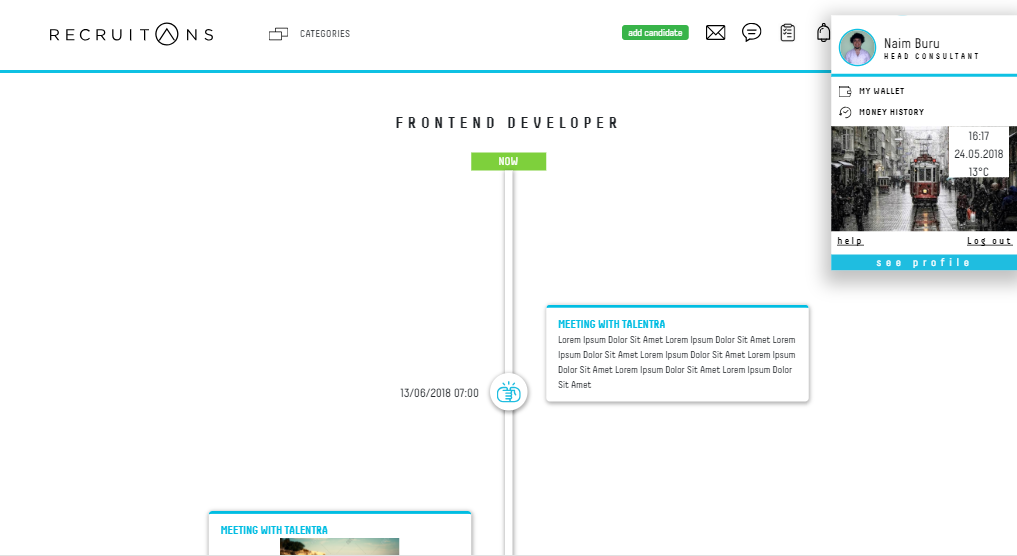 RECRUITANS
CATEGORIES
add candidate
Naim Buru
HEAD CONSULTANT
MY WALLET
MONEY HISTORY
16:17
24.05.2018
13°C
help
Log out
see profile
FRONTEND DEVELOPER
NOW
MEETING WITH TALENTRA
Lorem Ipsum Dolor Sit Amet Lorem Ipsum Dolor Sit Amet Lorem
Ipsum Dolor Sit Amet Lorem Ipsum Dolor Sit Amet Lorem Ipsum
Dolor Sit Amet Lorem Ipsum Dolor Sit Amet Lorem Ipsum Dolor
Sit Amet
13/06/2018 07:00
MEETING WITH TALENTRA